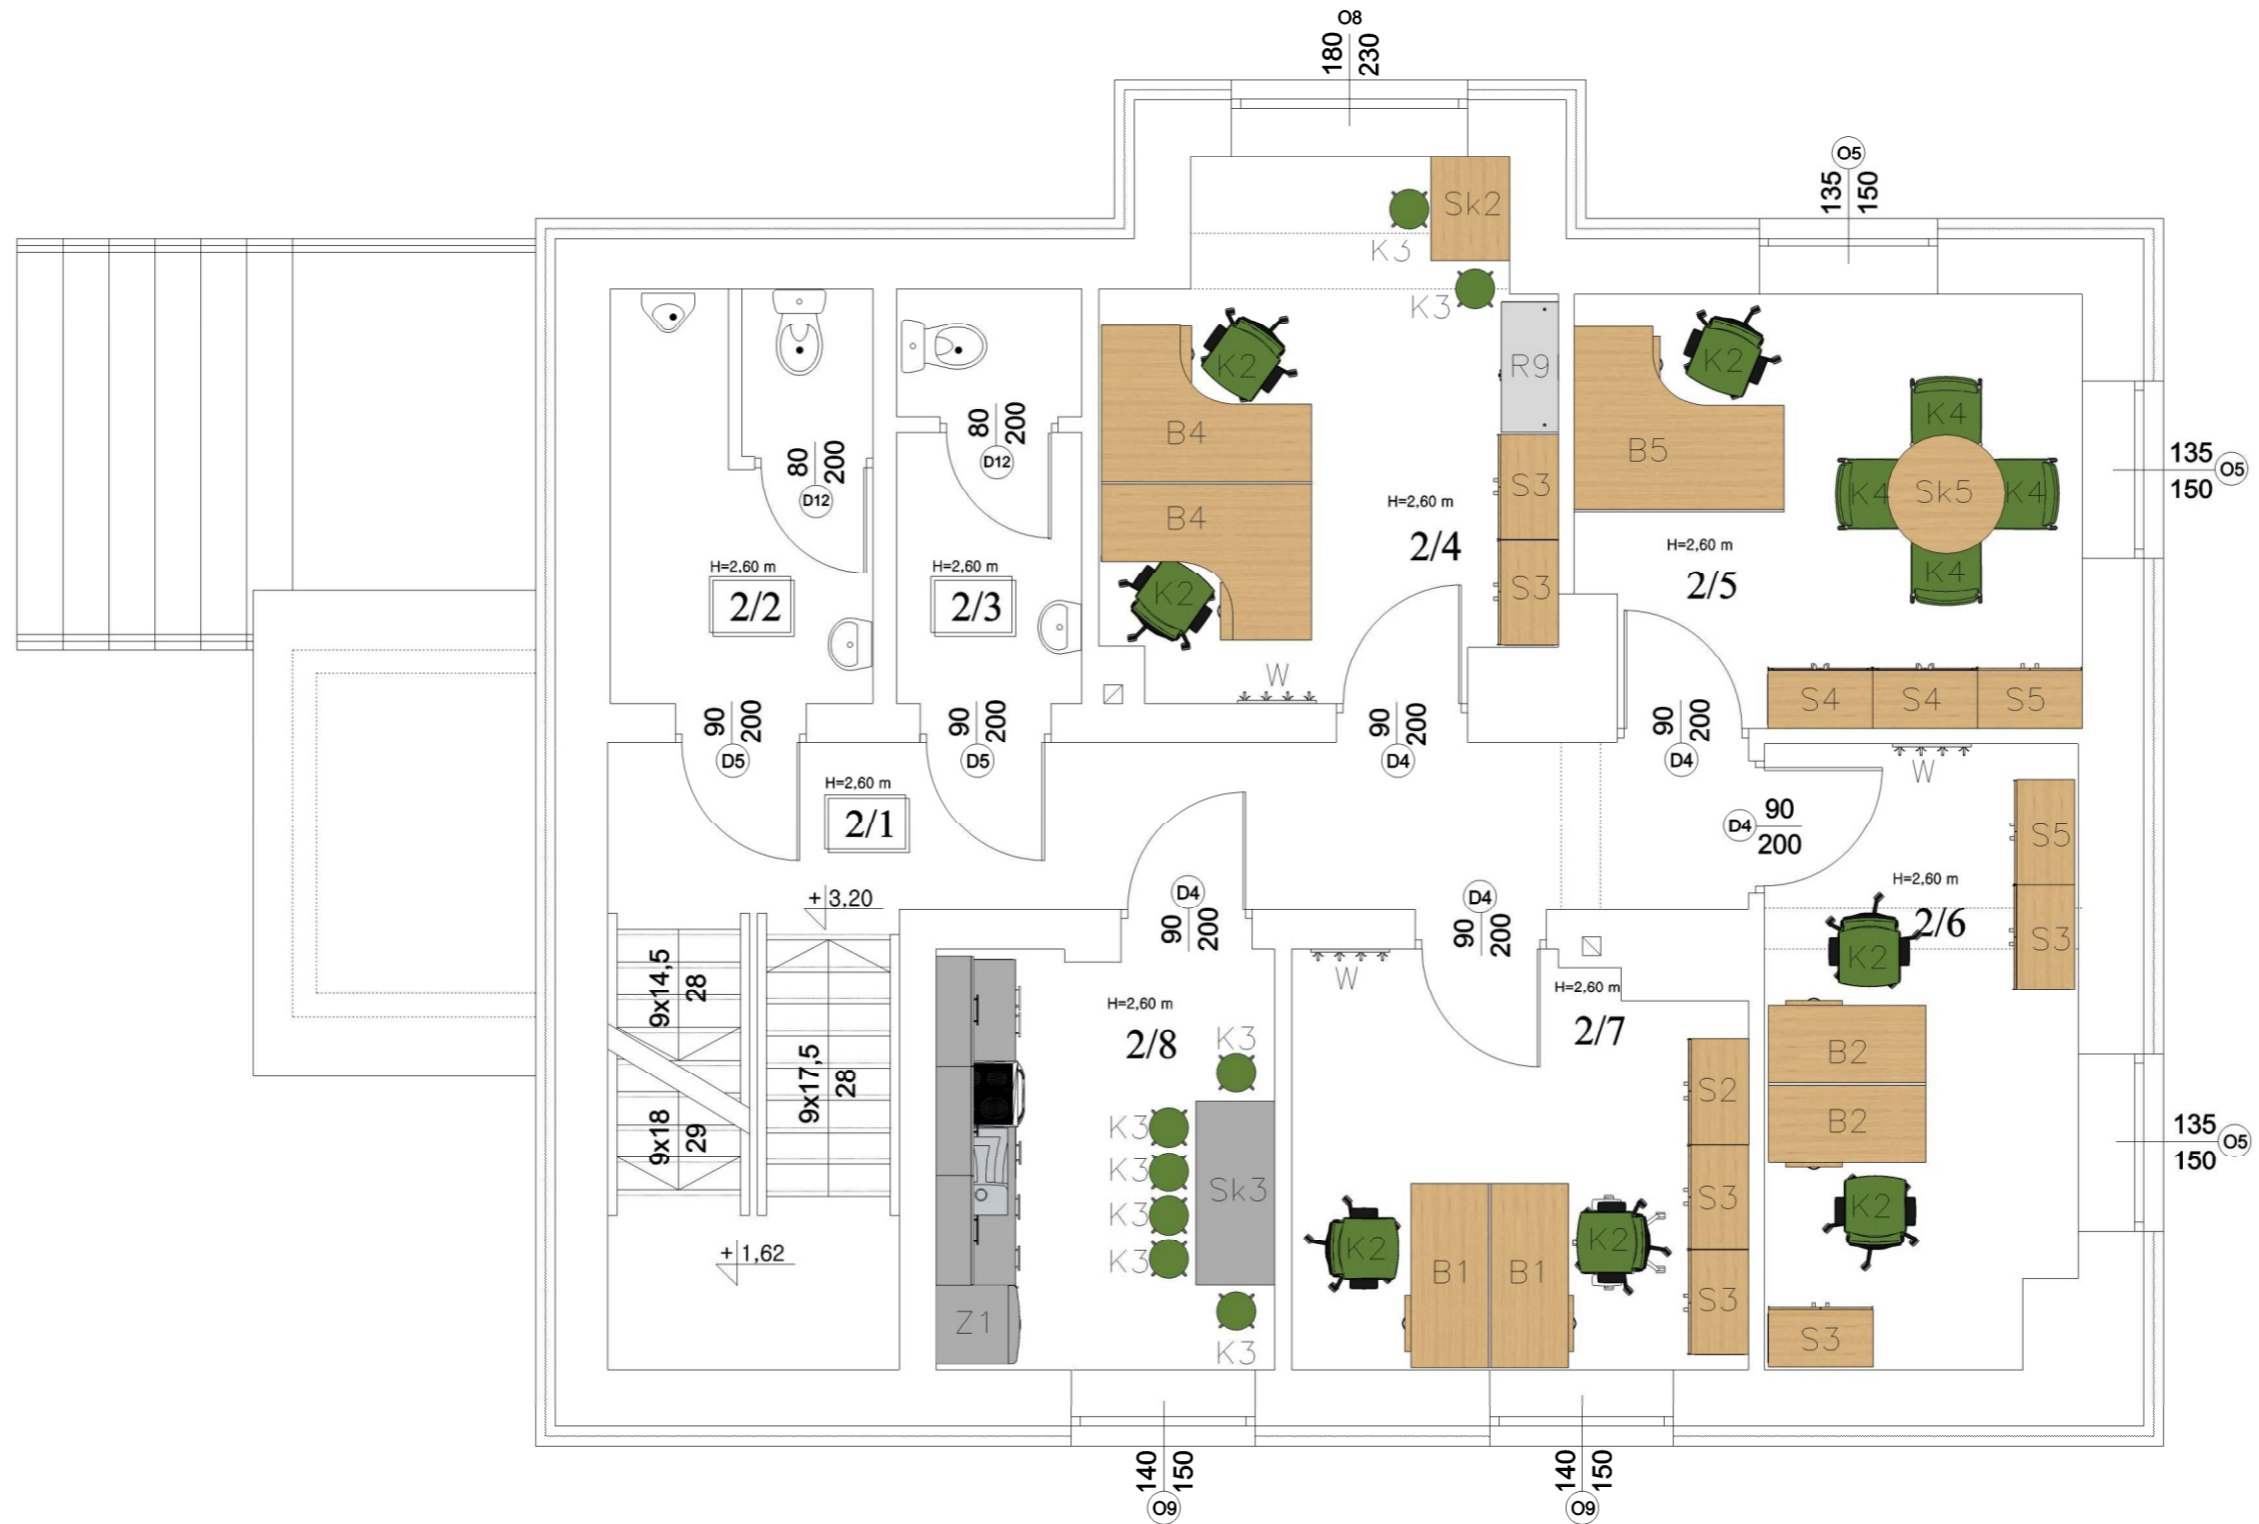 O8
180
230
O5
135
150
Sk2
K3
K3
K2
R9
K2
B4
B5
K4
K4
Sk5
K4
K4
135
150
O5
80
200
D12
80
200
D12
S3
B4
H=2,60 m
2/4
S3
K2
H=2,60 m
2/5
H=2,60 m
2/2
H=2,60 m
2/3
W
S4
S4
S5
90
200
D5
90
200
D5
90
200
D4
90
200
D4
W
H=2,60 m
2/1
D4
90
200
S5
H=2,60 m
2/6
S3
K2
+3,20
D4
90
200
D4
90
200
W
9x14,5
28
9x17,5
28
9x18
29
H=2,60 m
2/8
H=2,60 m
2/7
K3
K3
K3
K3
K3
K3
Sk3
S2
S3
S3
B2
B2
K2
135
150
O5
K2
B1
B1
K2
+1,62
Z1
S3
140
150
O9
140
150
O9